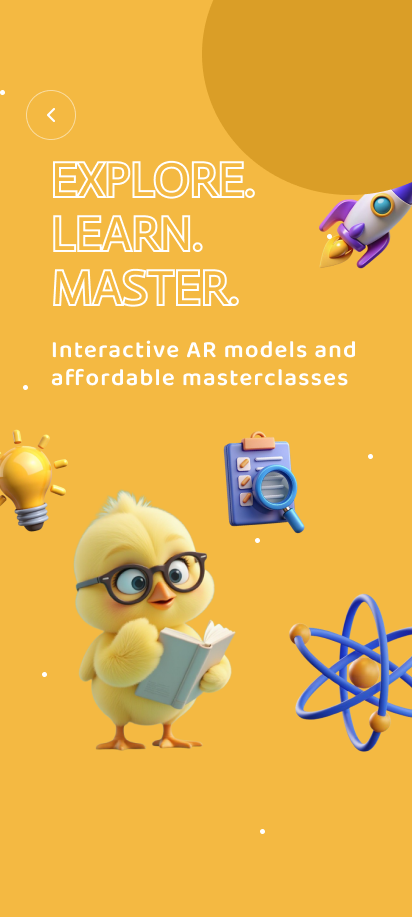 EXPLORE.
LEARN.
MASTER.
Interactive AR models and
affordable masterclasses